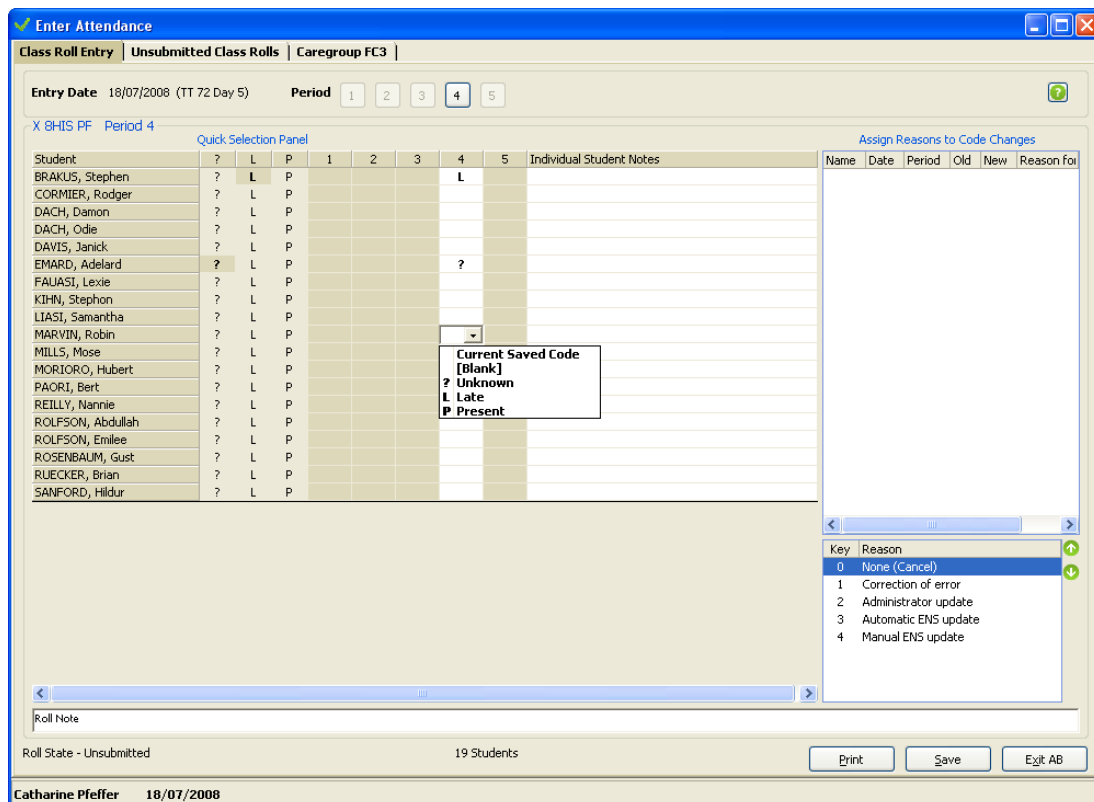 Enter Attendance
Class Roll Entry Unsubmitted Class Rolls Caregroup FC3
Entry Date 18/07/2008 (TT 72 Day 5) Period 1 2 3 4 5 ?
X 8HIS PF Period 4
Quick Selection Panel
Student ? L P 1 2 3 4 5 Individual Student Notes
BRAKUS, Stephen ? L P L
CORMIER, Rodger ? L P
DACH, Damon ? L P
DACH, Odie ? L P
DAVIS, Janick ? L P
EMARD, Adelard ? L P ?
FAUASI, Lexie ? L P
KIHN, Stephon ? L P
LIASI, Samantha ? L P
MARVIN, Robin ? L P
MILLS, Mose ? L P
MORIORO, Hubert ? L P
PAORI, Bert ? L P
REILLY, Nannie ? L P
ROLFSON, Abdullah ? L P
ROLFSON, Emilee ? L P
ROSENBAUM, Gust ? L P
RUECKER, Brian ? L P
SANFORD, Hildur ? L P
Current Saved Code
[Blank]
? Unknown
L Late
P Present
Assign Reasons to Code Changes
Name Date Period Old New Reason for
Key Reason
0 None (Cancel)
1 Correction of error
2 Administrator update
3 Automatic ENS update
4 Manual ENS update
Roll Note
Roll State - Unsubmitted 19 Students Print Save Exit AB
Catharine Pfeffer 18/07/2008